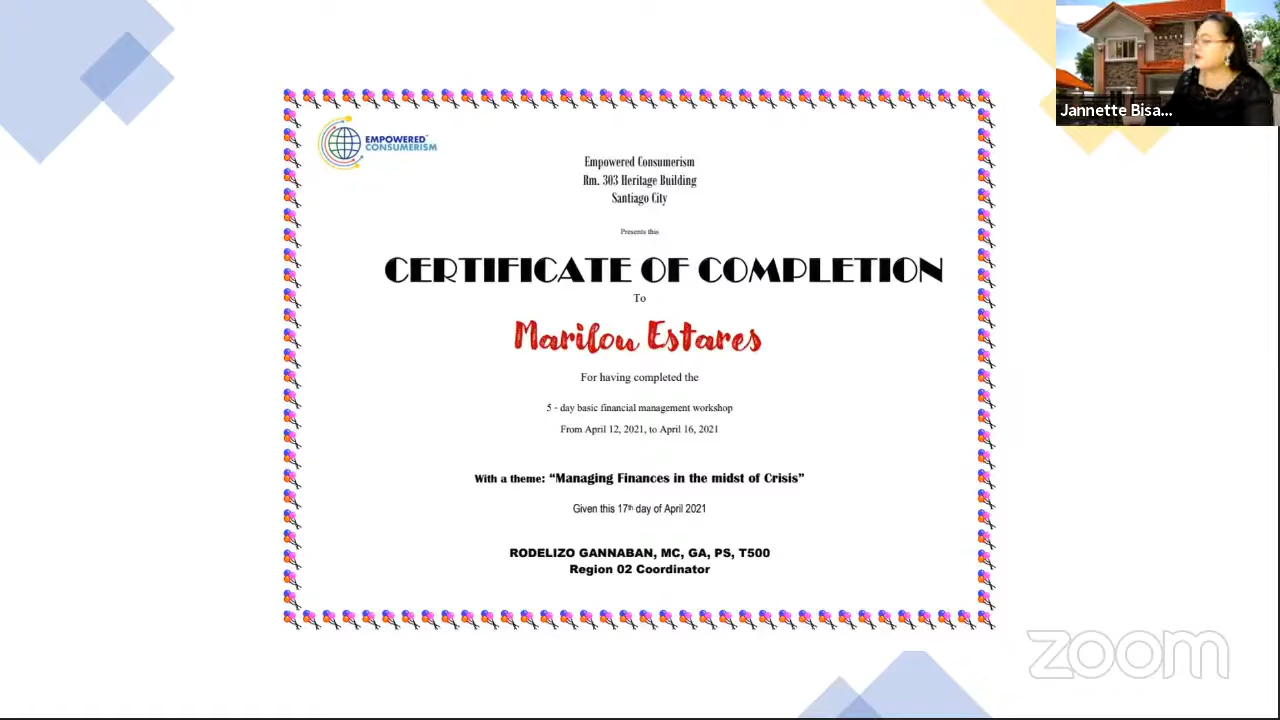 Jannette Bisa...
EMPOWERED
CONSUMERISM
Empowered Consumerism
Rm. 303 Heritage Building
Santiago City
Presents this
CERTIFICATE OF COMPLETION
To
Marilou Estares
For having completed the
5 - day basic financial management workshop
From April 12, 2021, to April 16, 2021
With a theme: “Managing Finances in the midst of Crisis”
Given this 17th day of April 2021
RODELIZO GANNABAN, MC, GA, PS, T500
Region 02 Coordinator
zoom